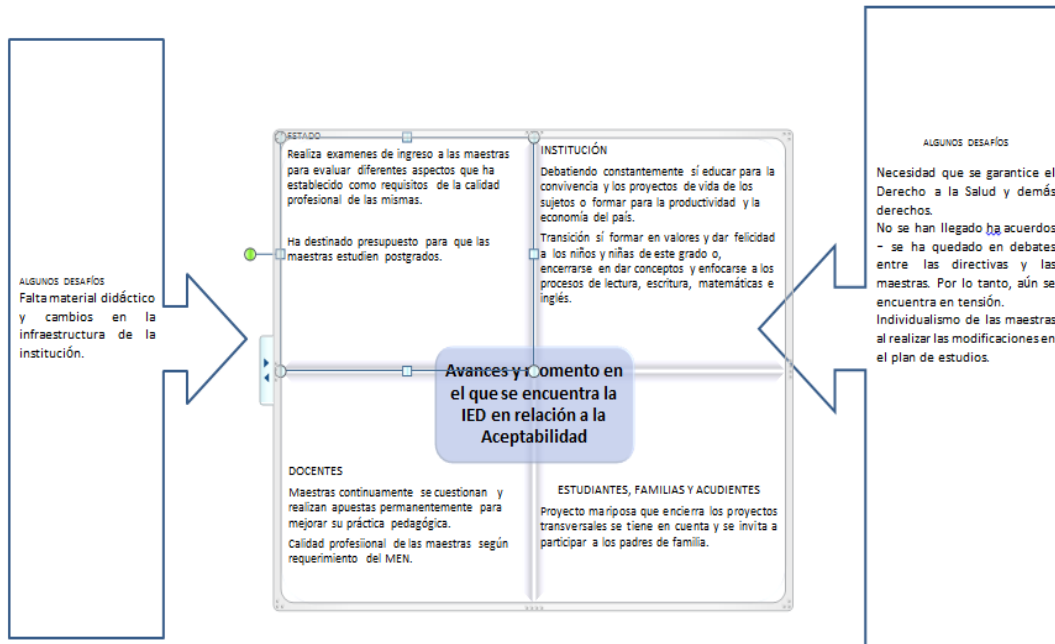 ALGUNOS DESAFÍOS
Falta material didáctico
y cambios en la
infraestructura de la
institución.
ESTADO
Realiza examenes de ingreso a las maestras
para evaluar diferentes aspectos que ha
establecido como requisitos de la calidad
profesional de las mismas.
Ha destinado presupuesto para que las
maestras estudien postgrados.
INSTITUCIÓN
Debatiendo constantemente sí educar para la
convivencia y los proyectos de vida de los
sujetos o formar para la productividad y la
economía del país.
Transición sí formar en valores y dar felicidad
a los niños y niñas de este grado o,
encerrarse en dar conceptos y enfocarse a los
procesos de lectura, escritura, matemáticas e
inglés.
Avances y momento en
el que se encuentra la
IED en relación a la
Aceptabilidad
DOCENTES
Maestras continuamente se cuestionan y
realizan apuestas permanentemente para
mejorar su práctica pedagógica.
Calidad profesiional de las maestras según
requerimiento del MEN.
ESTUDIANTES, FAMILIAS Y ACUDIENTES
Proyecto mariposa que encierra los proyectos
transversales se tiene en cuenta y se invita a
participar a los padres de familia.
ALGUNOS DESAFÍOS
Necesidad que se garantice el
Derecho a la Salud y demás
derechos.
No se han llegado ha acuerdos
– se ha quedado en debates
entre las directivas y las
maestras. Por lo tanto, aún se
encuentra en tensión.
Individualismo de las maestras
al realizar las modificaciones en
el plan de estudios.